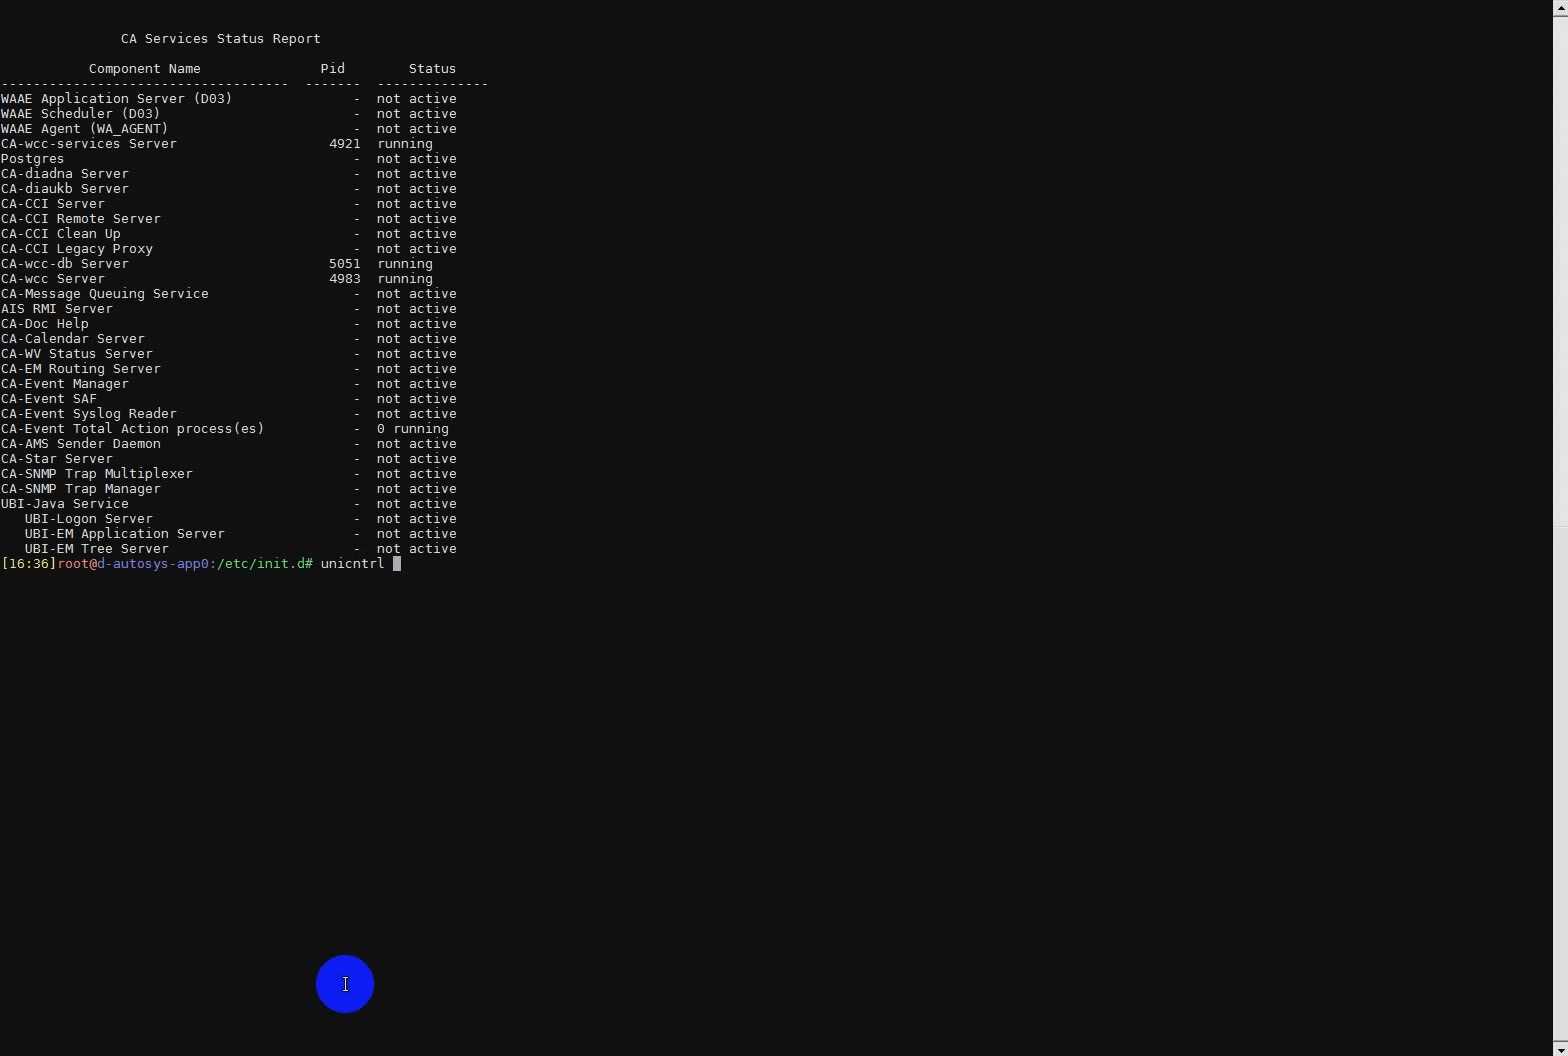 CA Services Status Report
Component Name Pid Status
------------------------------------ ------- --------------
WAAE Application Server (D03) - not active
WAAE Scheduler (D03) - not active
WAAE Agent (WA_AGENT) - not active
CA-wcc-services Server 4921 running
Postgres - not active
CA-diadna Server - not active
CA-diaukb Server - not active
CA-CCI Server - not active
CA-CCI Remote Server - not active
CA-CCI Clean Up - not active
CA-CCI Legacy Proxy - not active
CA-wcc-db Server 5051 running
CA-wcc Server 4983 running
CA-Message Queuing Service - not active
AIS RMI Server - not active
CA-Doc Help - not active
CA-Calendar Server - not active
CA-WV Status Server - not active
CA-EM Routing Server - not active
CA-Event Manager - not active
CA-Event SAF - not active
CA-Event Syslog Reader - not active
CA-Event Total Action process(es) - 0 running
CA-AMS Sender Daemon - not active
CA-Star Server - not active
CA-SNMP Trap Multiplexer - not active
CA-SNMP Trap Manager - not active
UBI-Java Service - not active
UBI-Logon Server - not active
UBI-EM Application Server - not active
UBI-EM Tree Server - not active
[16:36]root@d-autosys-app0:/etc/init.d# unicntrl